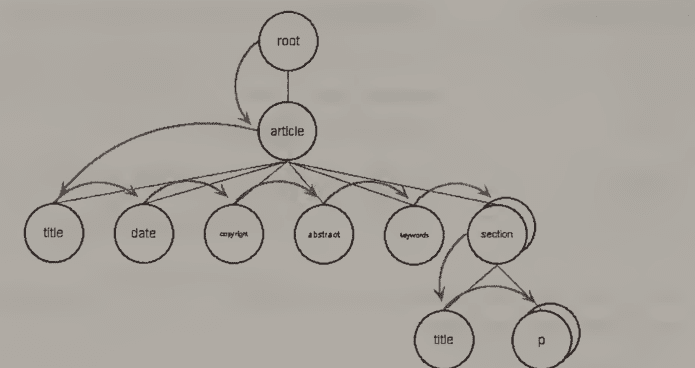 root
article
title
date
copyright
abstract
keywords
section
title
p